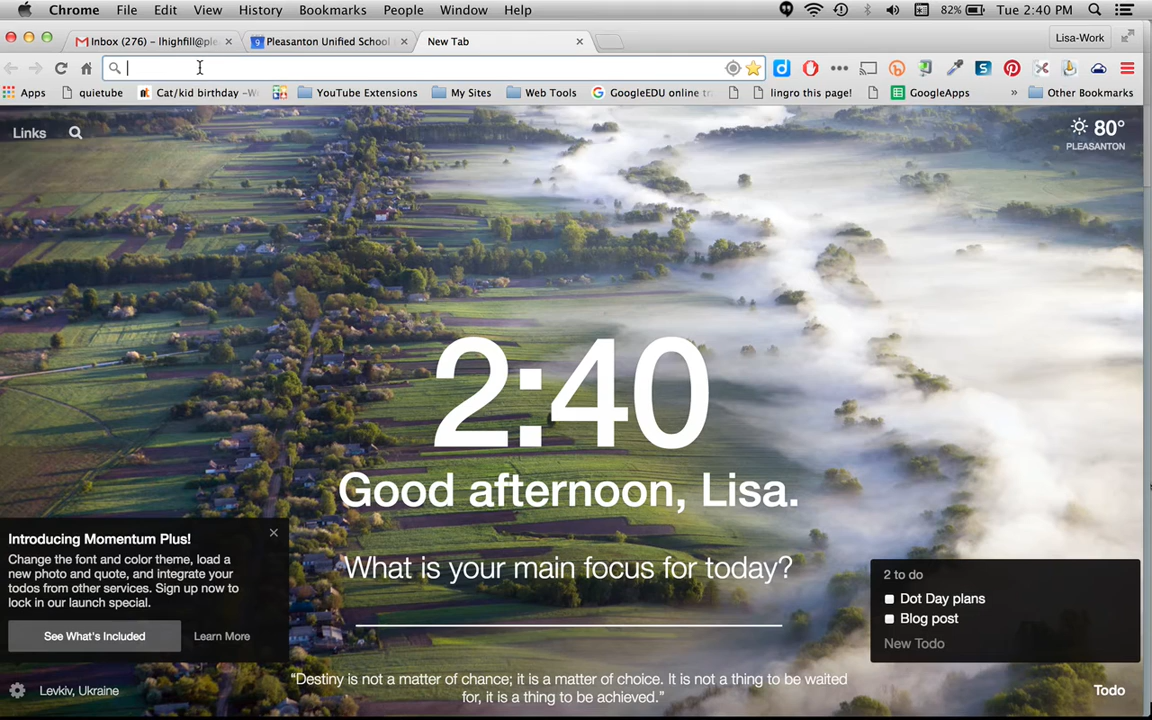 Chrome File Edit View History Bookmarks People Window Help 82% Tue 2:40 PM
Inbox (276) – lhighfill@ple
Pleasanton Unified School
New Tab
Lisa-Work
Apps quietube Cat/kid birthday - YouTube Extensions My Sites Web Tools GoogleEDU online tr lingro this page! GoogleApps » Other Bookmarks
Links
80°
PLEASANTON
2:40
Good afternoon, Lisa.
What is your main focus for today?
Introducing Momentum Plus!
Change the font and color theme, load a
new photo and quote, and integrate your
todos from other services. Sign up now to
lock in our launch special.
See What's Included Learn More
2 to do
Dot Day plans
Blog post
New Todo
Levkiv, Ukraine
“Destiny is not a matter of chance; it is a matter of choice. It is not a thing to be waited
for, it is a thing to be achieved.”
Todo